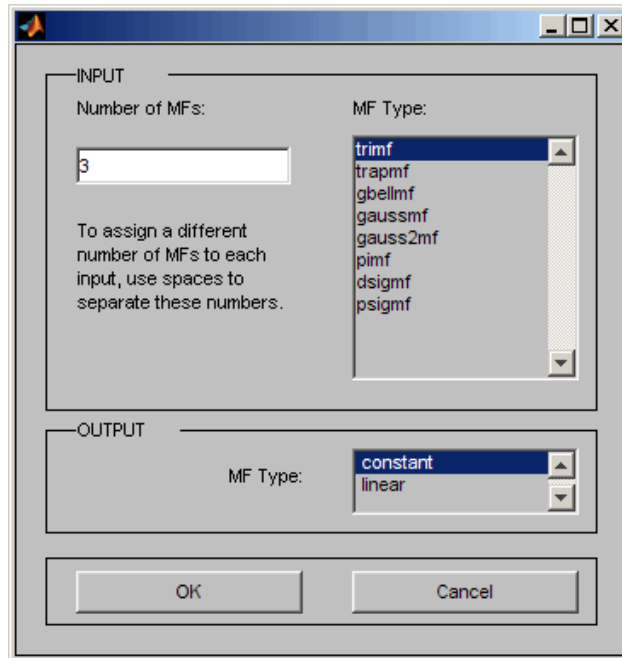 INPUT
Number of MFs:
3
To assign a different
number of MFs to each
input, use spaces to
separate these numbers.
MF Type:
trimf
trapmf
gbellmf
gaussmf
gauss2mf
pimf
dsigmf
psigmf
OUTPUT
MF Type:
constant
linear
OK
Cancel